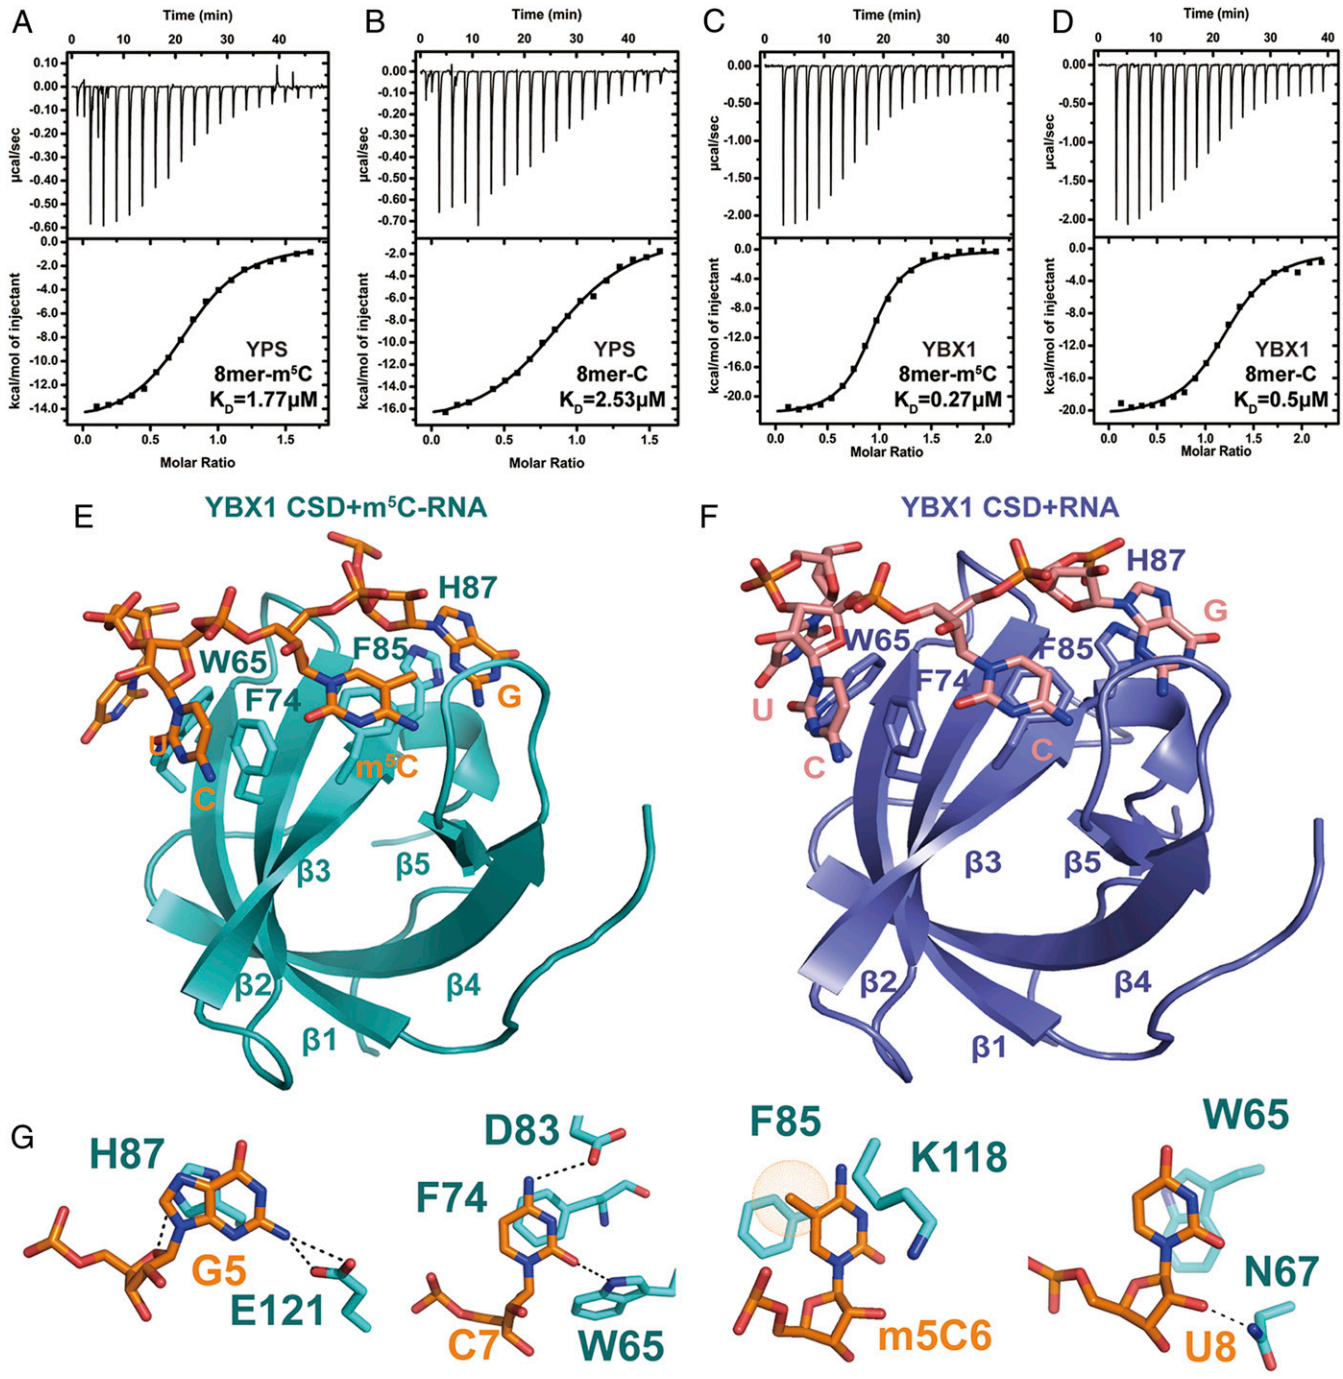 A
Time (min)
0 10 20 30 40
0.10
0.00
-0.10
-0.20
-0.30
-0.40
-0.50
-0.60
µcal/sec
0.0
-2.0
-4.0
-6.0
-8.0
-10.0
-12.0
-14.0
kcal/mol of injectant
YPS
8mer-m⁵C
K_D=1.77µM
0.0 0.5 1.0 1.5
Molar Ratio
B
Time (min)
0 10 20 30 40
0.00
-0.10
-0.20
-0.30
-0.40
-0.50
-0.60
-0.70
µcal/sec
-2.0
-4.0
-6.0
-8.0
-10.0
-12.0
-14.0
-16.0
kcal/mol of injectant
YPS
8mer-C
K_D=2.53µM
0.0 0.5 1.0 1.5
Molar Ratio
C
Time (min)
0 10 20 30 40
0.00
-0.50
-1.00
-1.50
-2.00
µcal/sec
0.0
-4.0
-8.0
-12.0
-16.0
-20.0
kcal/mol of injectant
YBX1
8mer-m⁵C
K_D=0.27µM
0.0 0.5 1.0 1.5 2.0
Molar Ratio
D
Time (min)
0 10 20 30 40
0.00
-0.50
-1.00
-1.50
-2.00
µcal/sec
0.0
-4.0
-8.0
-12.0
-16.0
-20.0
kcal/mol of injectant
YBX1
8mer-C
K_D=0.5µM
0.0 0.5 1.0 1.5 2.0
Molar Ratio
E
YBX1 CSD+m⁵C-RNA
H87
W65
F85
F74
G
U
m⁵C
C
β3
β5
β2
β4
β1
F
YBX1 CSD+RNA
H87
G
W65
F85
F74
U
C
C
β3
β5
β2
β4
β1
G
H87
G5
E121
D83
F74
C7
W65
F85
K118
m5C6
W65
N67
U8